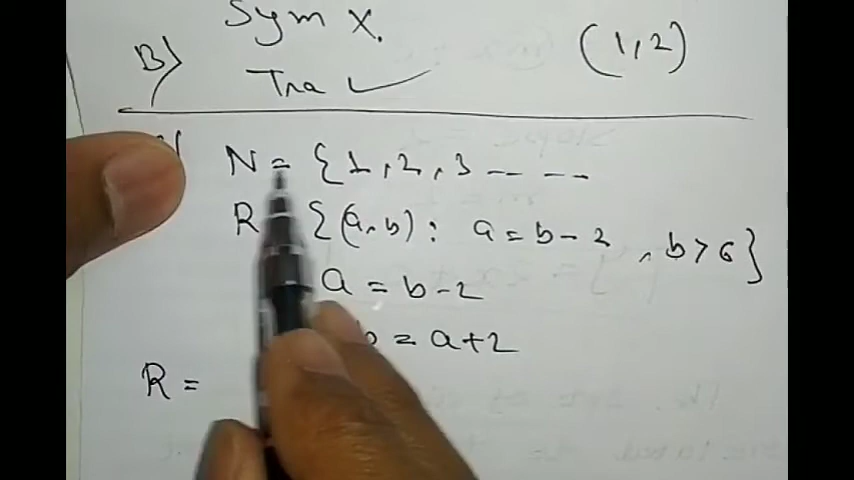 Sym X.
B) (1,2)
Tra ✓
N = {1,2,3 -- --
R {(a,b): a = b-2, b>6}
a = b-2
b = a+2
R =